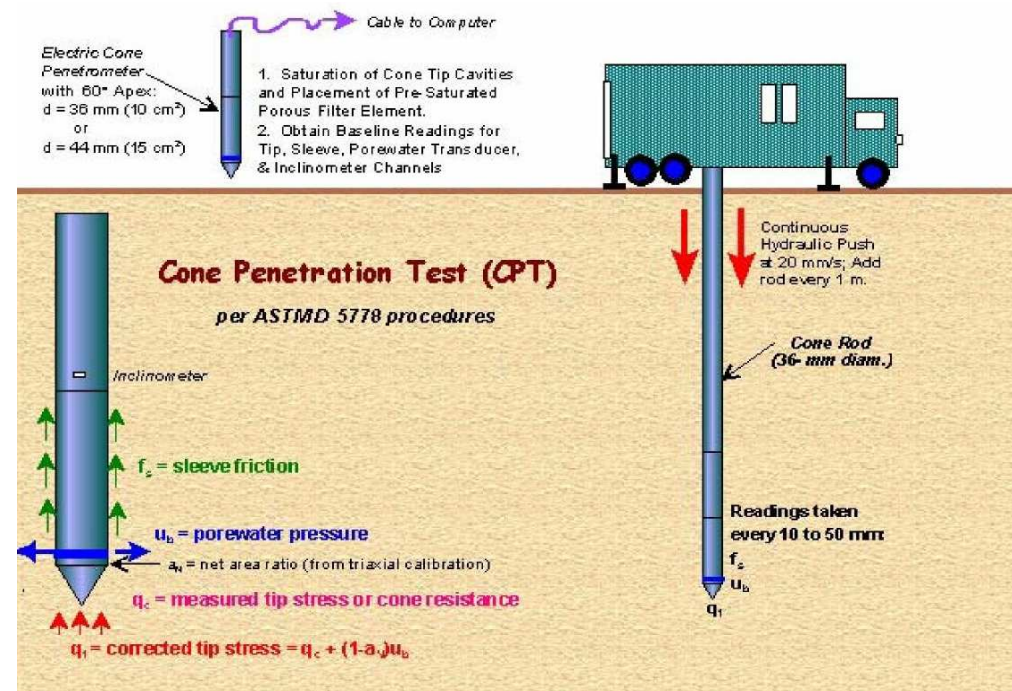 Cable to Computer
Electric Cone
Penetrometer
with 60° Apex:
d = 36 mm (10 cm²)
or
d = 44 mm (15 cm²)
1. Saturation of Cone Tip Cavities
and Placement of Pre-Saturated
Porous Filter Element.
2. Obtain Baseline Readings for
Tip, Sleeve, Porewater Transducer,
& Inclinometer Channels
Continuous
Hydraulic Push
at 20 mm/s; Add
rod every 1 m.
Cone Penetration Test (CPT)
per ASTMD 5778 procedures
Cone Rod
(36- mm diam.)
Inclinometer
fs = sleeve friction
ub = porewater pressure
aN = net area ratio (from triaxial calibration)
qc = measured tip stress or cone resistance
qt = corrected tip stress = qc + (1-aN)ub
Readings taken
every 10 to 50 mm:
fs
ub
qt